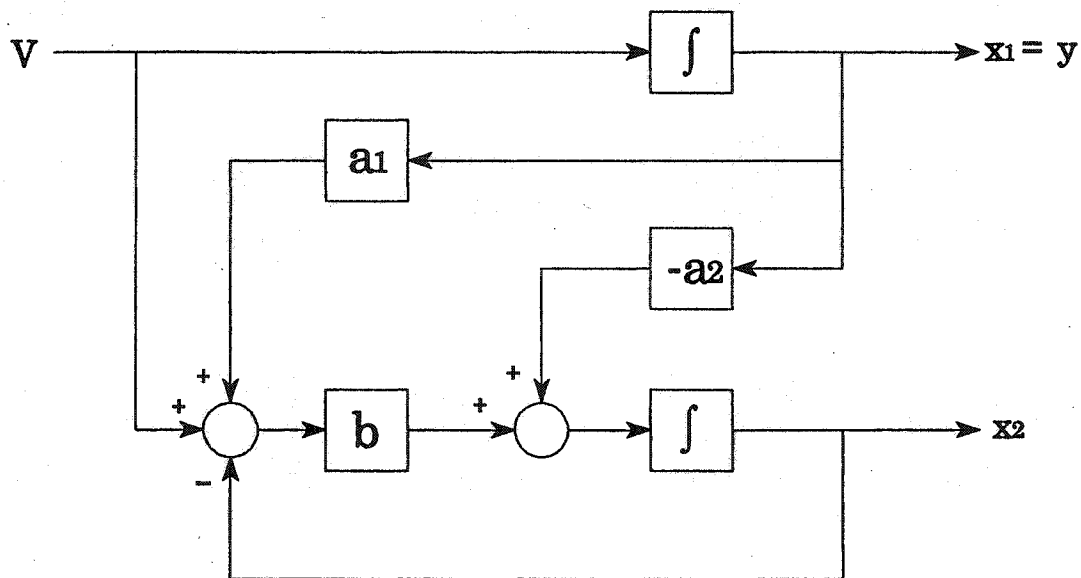 V ∫ x1 = y
a1
-a2
+
+ b + + ∫ x2
-